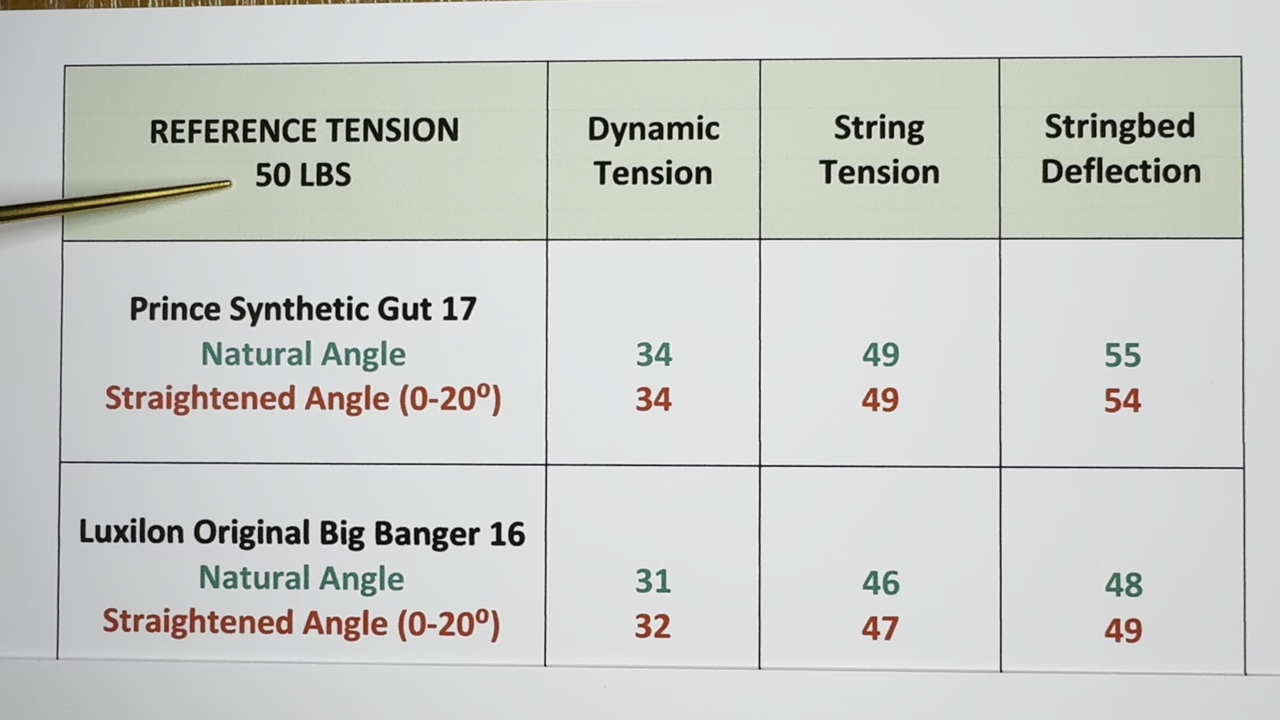 REFERENCE TENSION
50 LBS
Dynamic
Tension
String
Tension
Stringbed
Deflection
Prince Synthetic Gut 17
Natural Angle 34 49 55
Straightened Angle (0-20⁰) 34 49 54
Luxilon Original Big Banger 16
Natural Angle 31 46 48
Straightened Angle (0-20⁰) 32 47 49